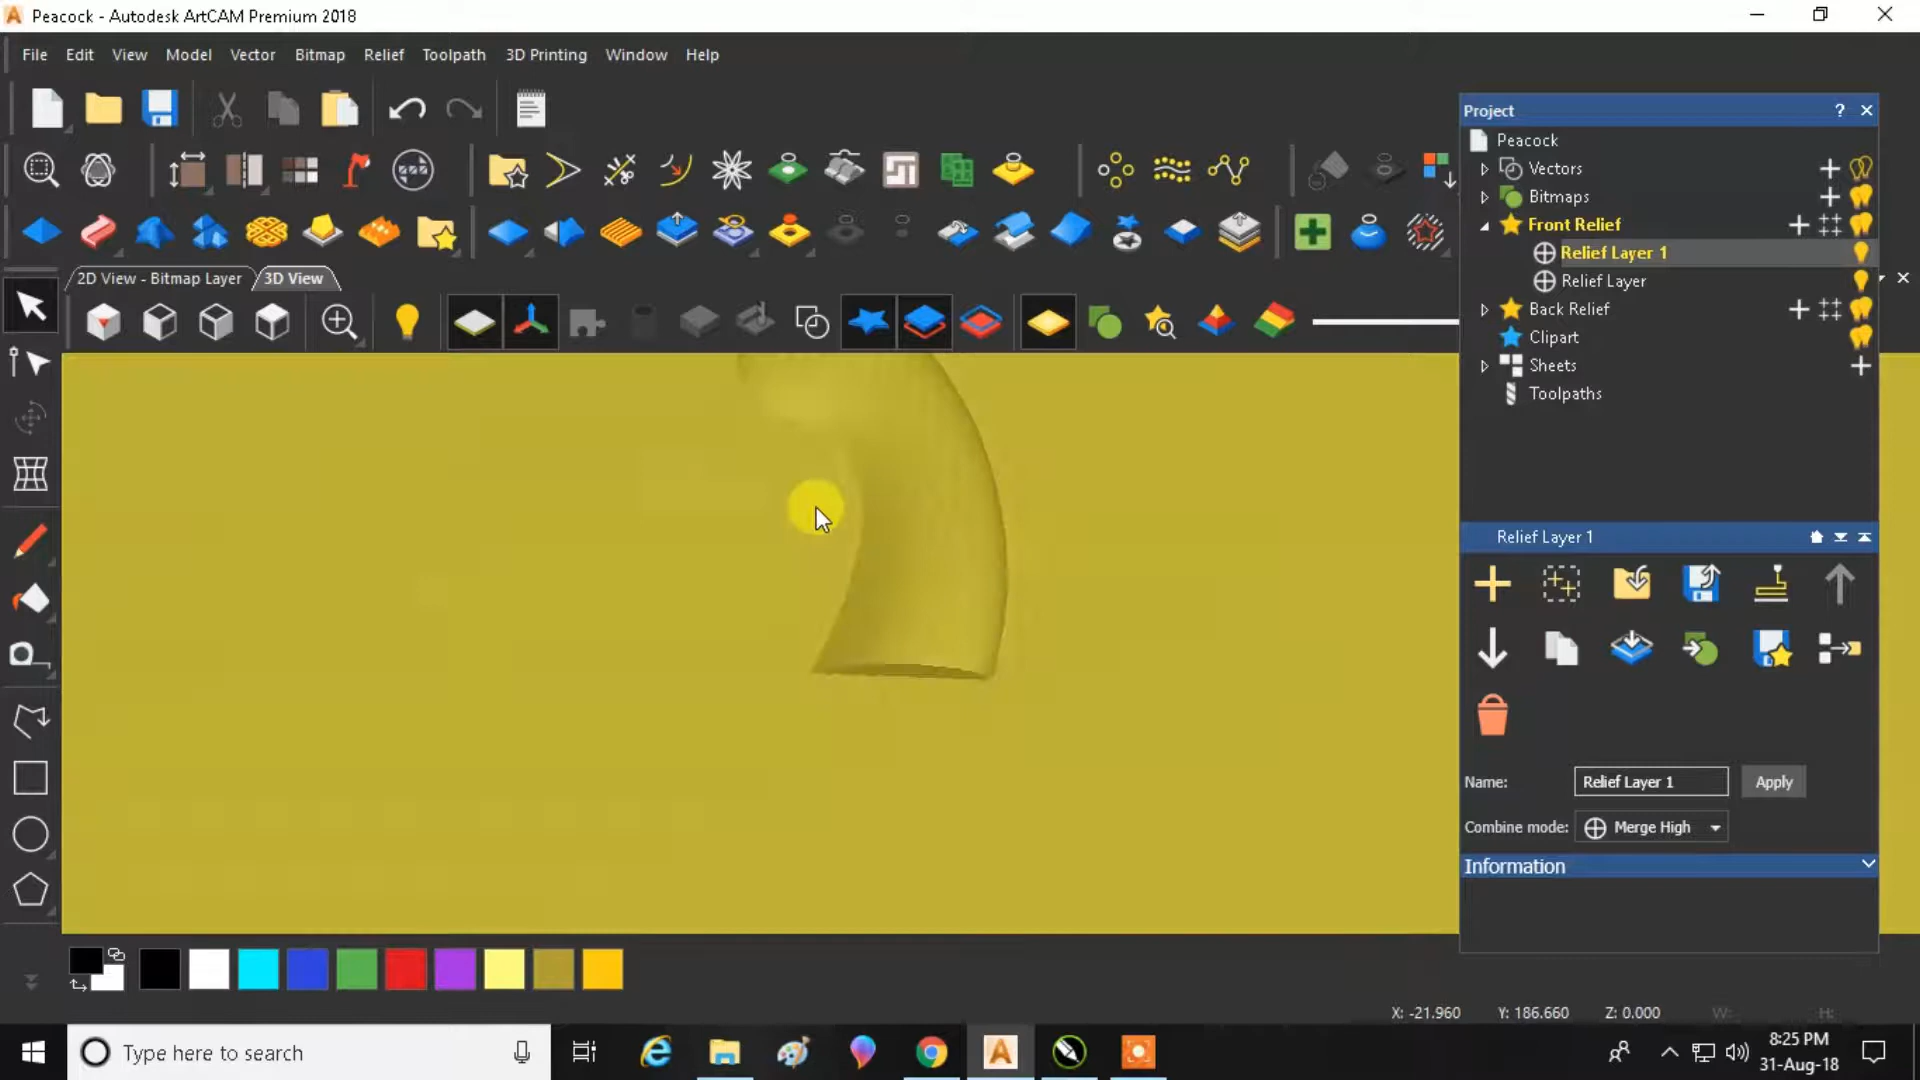 Peacock - Autodesk ArtCAM Premium 2018
File Edit View Model Vector Bitmap Relief Toolpath 3D Printing Window Help
Project ?
Peacock
Vectors
Bitmaps
Front Relief
Relief Layer 1
Relief Layer
Back Relief
Clipart
Sheets
Toolpaths
2D View - Bitmap Layer 3D View
Relief Layer 1
Name: Relief Layer 1 Apply
Combine mode: Merge High
Information
X: -21.960 Y: 186.660 Z: 0.000 W: H:
Type here to search
8:25 PM
31-Aug-18